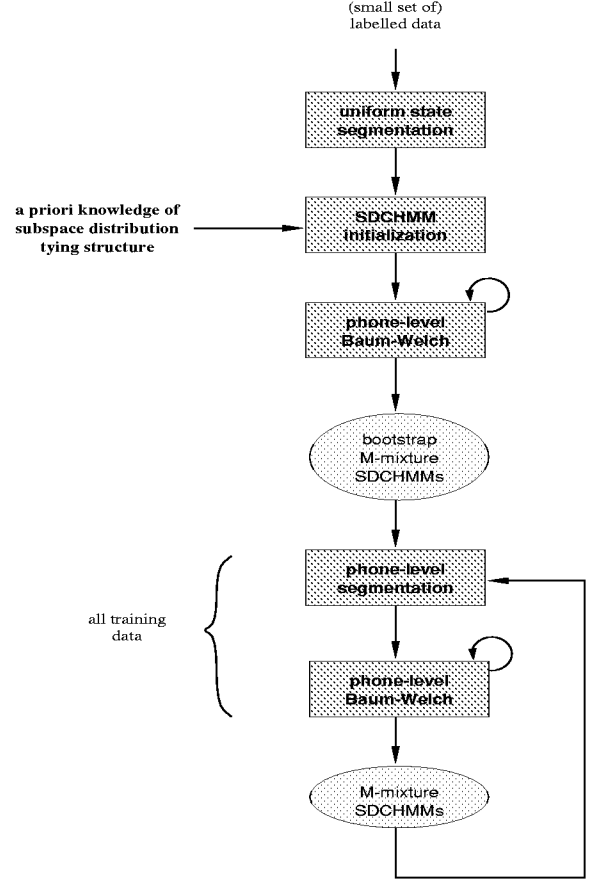 (small set of)
labelled data
uniform state
segmentation
a priori knowledge of
subspace distribution
tying structure
SDCHMM
initialization
phone-level
Baum-Welch
bootstrap
M-mixture
SDCHMMs
all training
data
phone-level
segmentation
phone-level
Baum-Welch
M-mixture
SDCHMMs